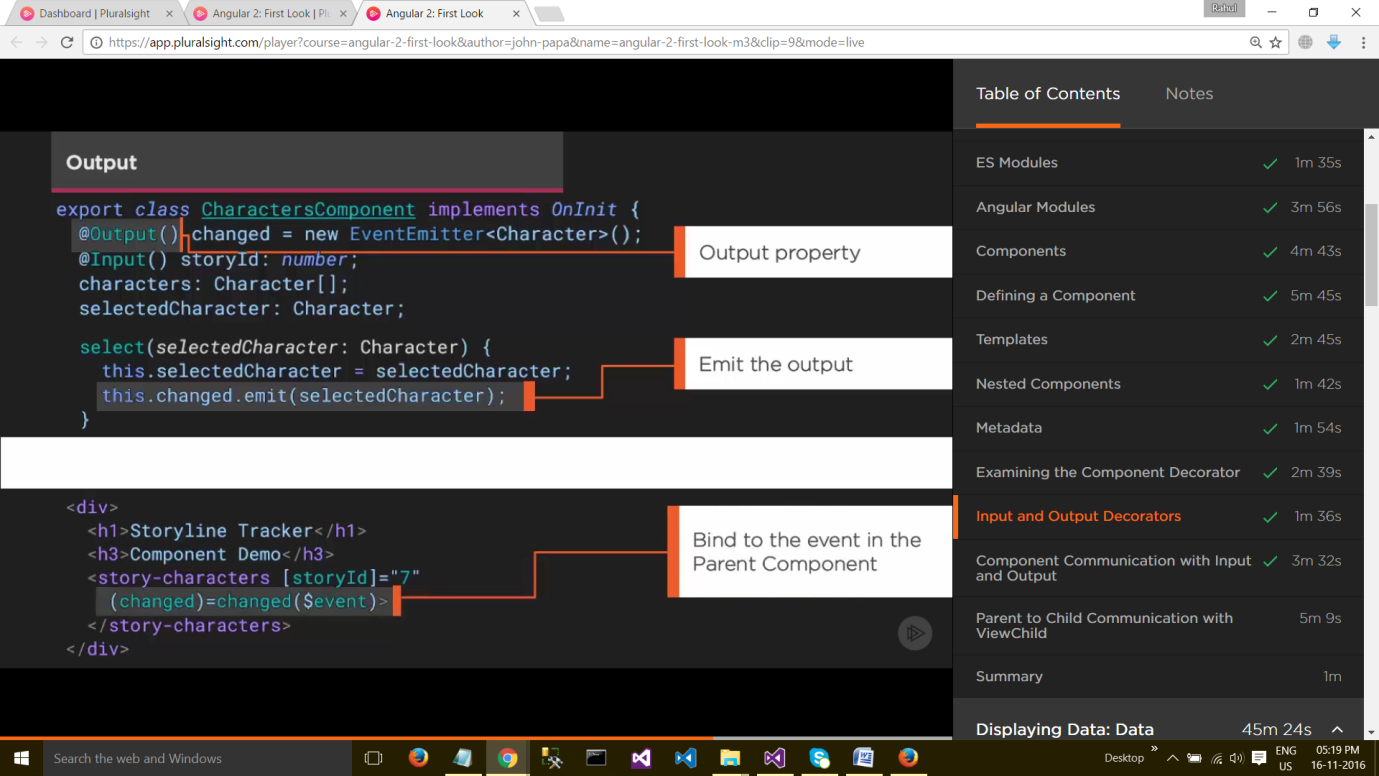 Dashboard | Pluralsight
Angular 2: First Look | Pl
Angular 2: First Look
Rahul
https://app.pluralsight.com/player?course=angular-2-first-look&author=john-papa&name=angular-2-first-look-m3&clip=9&mode=live
Output
export class CharactersComponent implements OnInit {
@Output() changed = new EventEmitter<Character>();
@Input() storyId: number;
characters: Character[];
selectedCharacter: Character;
select(selectedCharacter: Character) {
this.selectedCharacter = selectedCharacter;
this.changed.emit(selectedCharacter);
}
Output property
Emit the output
<div>
<h1>Storyline Tracker</h1>
<h3>Component Demo</h3>
<story-characters [storyId]="7"
(changed)=changed($event)>
</story-characters>
</div>
Bind to the event in the
Parent Component
Table of Contents
Notes
ES Modules 1m 35s
Angular Modules 3m 56s
Components 4m 43s
Defining a Component 5m 45s
Templates 2m 45s
Nested Components 1m 42s
Metadata 1m 54s
Examining the Component Decorator 2m 39s
Input and Output Decorators 1m 36s
Component Communication with Input 3m 32s
and Output
Parent to Child Communication with 5m 9s
ViewChild
Summary 1m
Displaying Data: Data 45m 24s
Search the web and Windows
Desktop
ENG
US
05:19 PM
16-11-2016